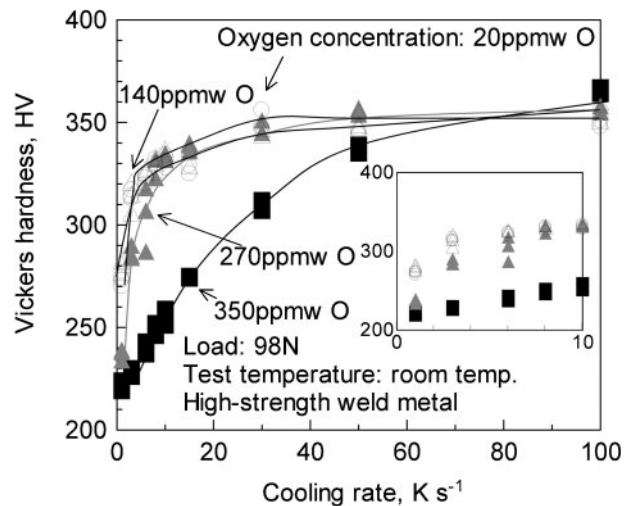 400
350
300
250
200
0
20
40
60
80
100
Vickers hardness, HV
Cooling rate, K s-1
Oxygen concentration: 20ppmw O
140ppmw O
270ppmw O
350ppmw O
Load: 98N
Test temperature: room temp.
High-strength weld metal
400
300
200
0
10